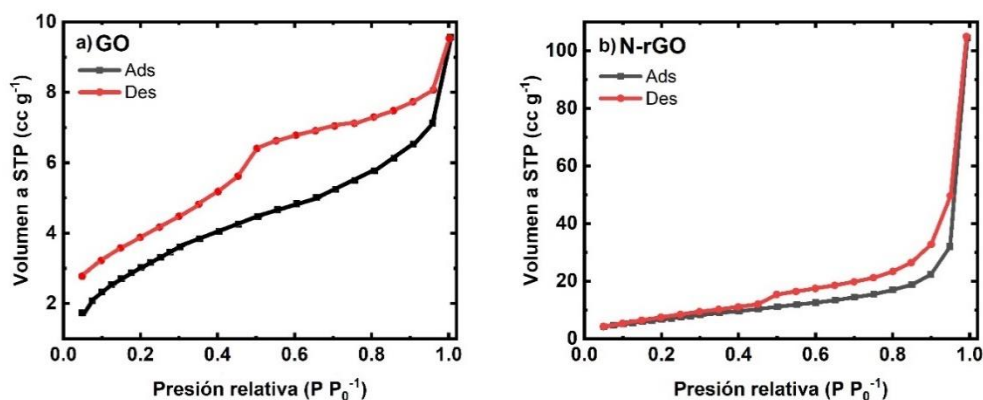 a) GO
Ads
Des
Volumen a STP (cc g⁻¹)
10
8
6
4
2
0.0 0.2 0.4 0.6 0.8 1.0
Presión relativa (P P₀⁻¹)
b) N-rGO
Ads
Des
Volumen a STP (cc g⁻¹)
100
80
60
40
20
0
0.0 0.2 0.4 0.6 0.8 1.0
Presión relativa (P P₀⁻¹)